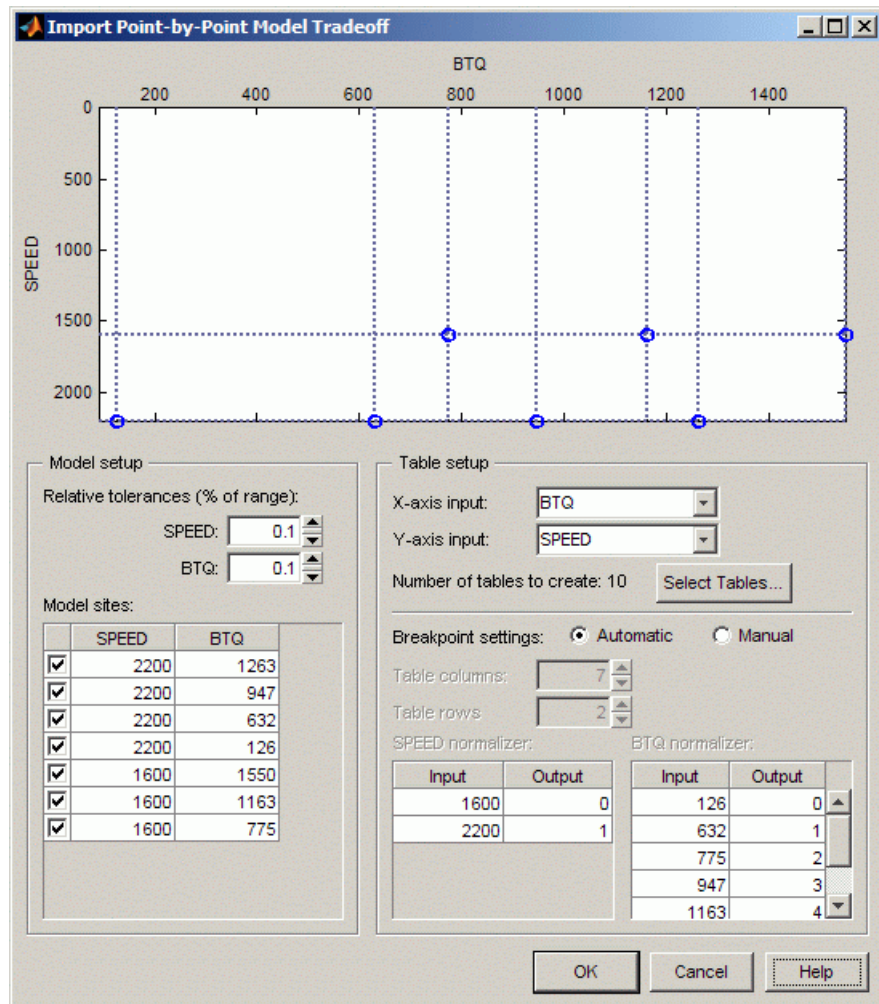 Import Point-by-Point Model Tradeoff
BTQ
200 400 600 800 1000 1200 1400
0
500
1000
1500
2000
SPEED
Model setup
Relative tolerances (% of range):
SPEED: 0.1
BTQ: 0.1
Model sites:
SPEED BTQ
2200 1263
2200 947
2200 632
2200 126
1600 1550
1600 1163
1600 775
Table setup
X-axis input: BTQ
Y-axis input: SPEED
Number of tables to create: 10 Select Tables...
Breakpoint settings: Automatic Manual
Table columns: 7
Table rows 2
SPEED normalizer:
Input Output
1600 0
2200 1
BTQ normalizer:
Input Output
126 0
632 1
775 2
947 3
1163 4
OK Cancel Help